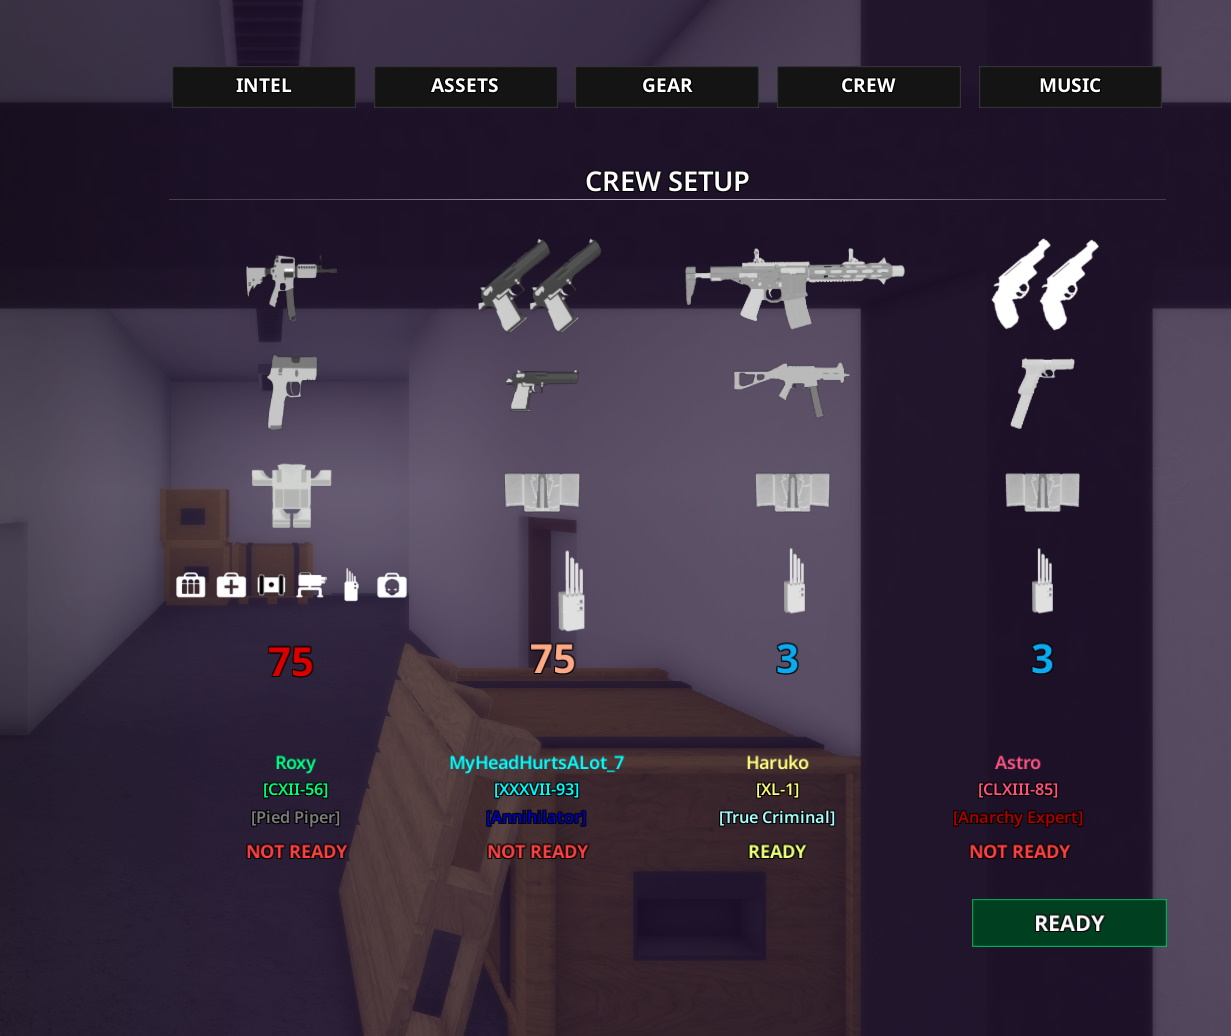 INTEL
ASSETS
GEAR
CREW
MUSIC
CREW SETUP
75
75
3
3
Roxy
MyHeadHurtsALot_7
Haruko
Astro
[CXII-56]
[XXXVII-93]
[XL-1]
[CLXIII-85]
[Pied Piper]
[Annihilator]
[True Criminal]
[Anarchy Expert]
NOT READY
NOT READY
READY
NOT READY
READY